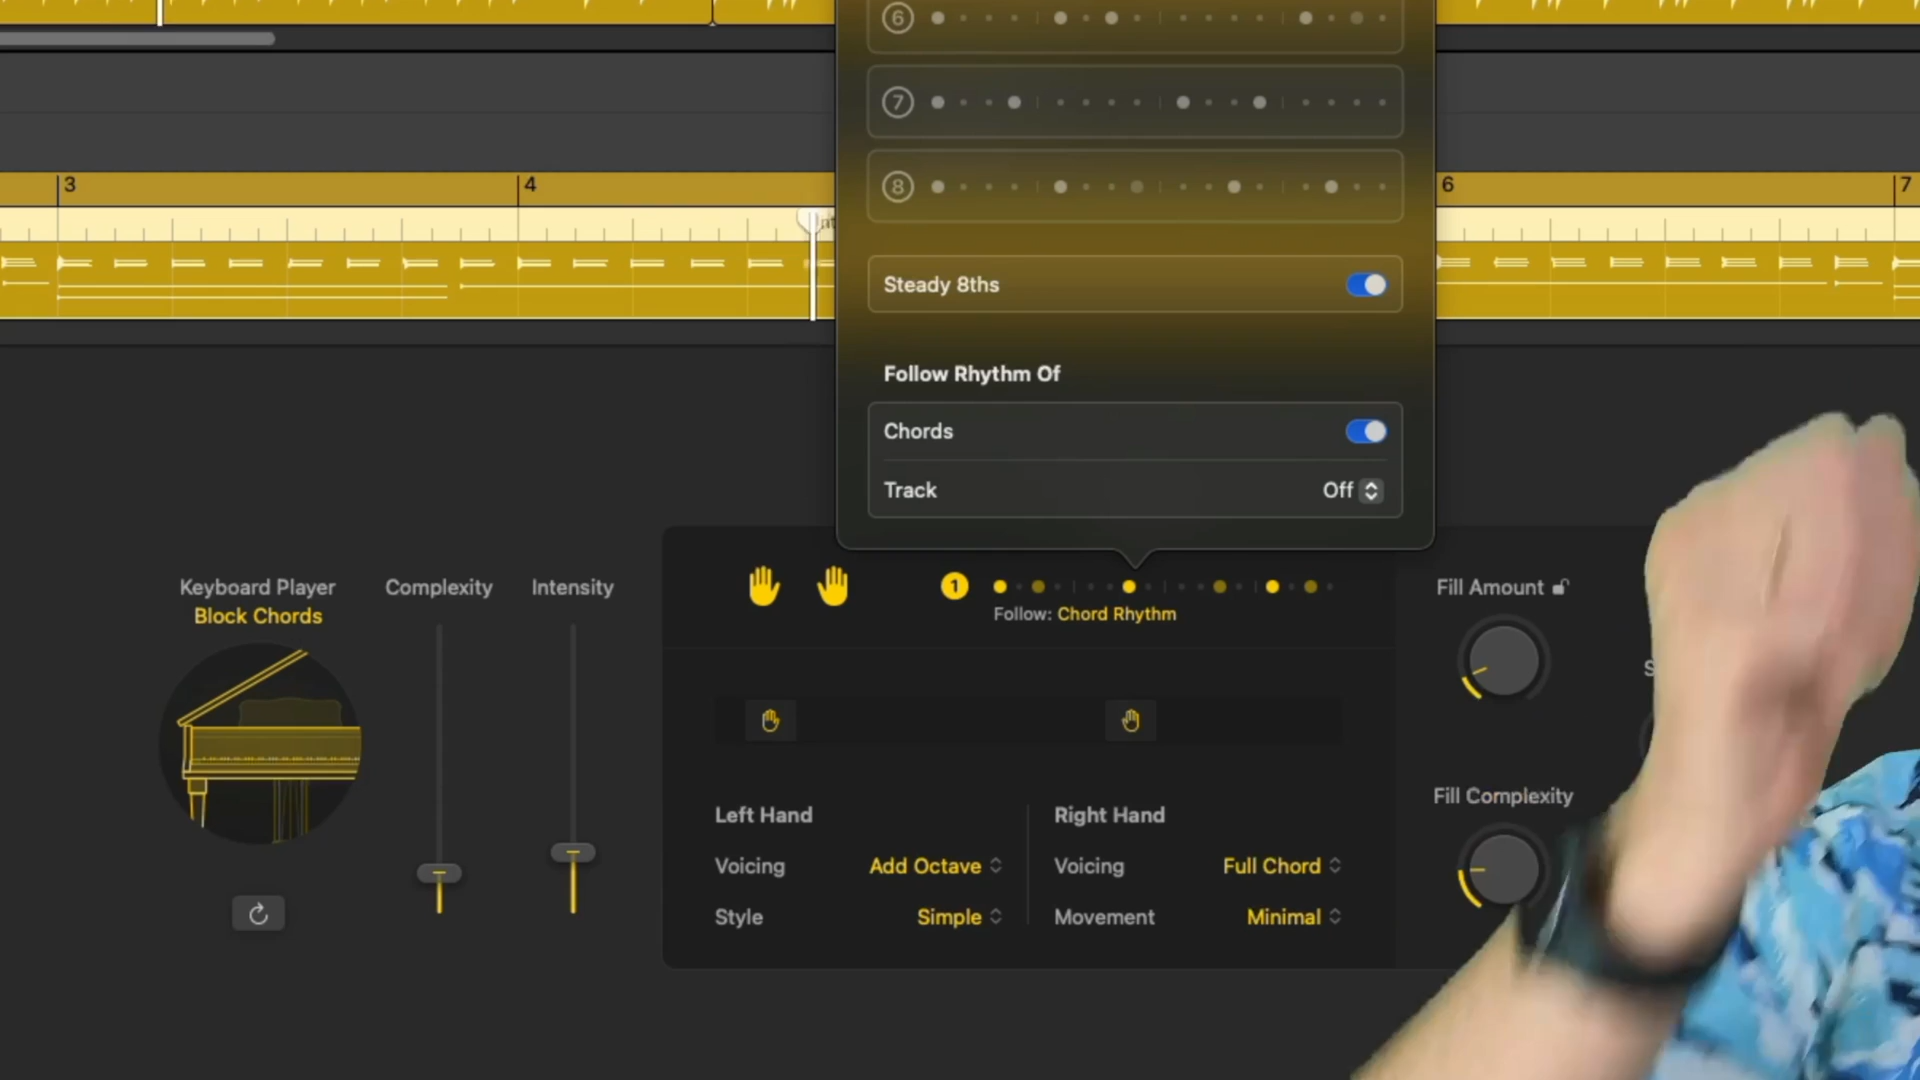 6
7
8
3
4
6
7
Steady 8ths
Follow Rhythm Of
Chords
Track Off
Keyboard Player
Block Chords
Complexity
Intensity
1
Follow: Chord Rhythm
Fill Amount
Fill Complexity
Left Hand
Voicing Add Octave
Style Simple
Right Hand
Voicing Full Chord
Movement Minimal